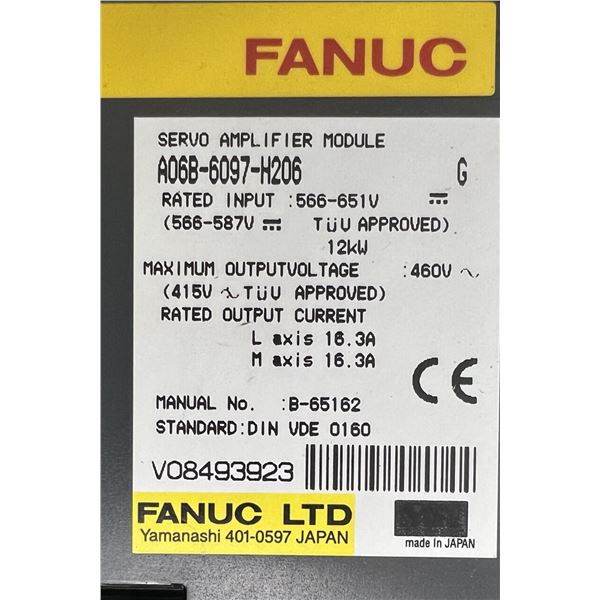 FANUC
SERVO AMPLIFIER MODULE
A06B-6097-H206 G
RATED INPUT :566-651V ⎓
(566-587V ⎓ TüV APPROVED)
12kW
MAXIMUM OUTPUTVOLTAGE :460V ~
(415V ~ TüV APPROVED)
RATED OUTPUT CURRENT
L axis 16.3A
M axis 16.3A
CE
MANUAL No. :B-65162
STANDARD:DIN VDE 0160
V08493923
FANUC LTD
Yamanashi 401-0597 JAPAN
made In JAPAN